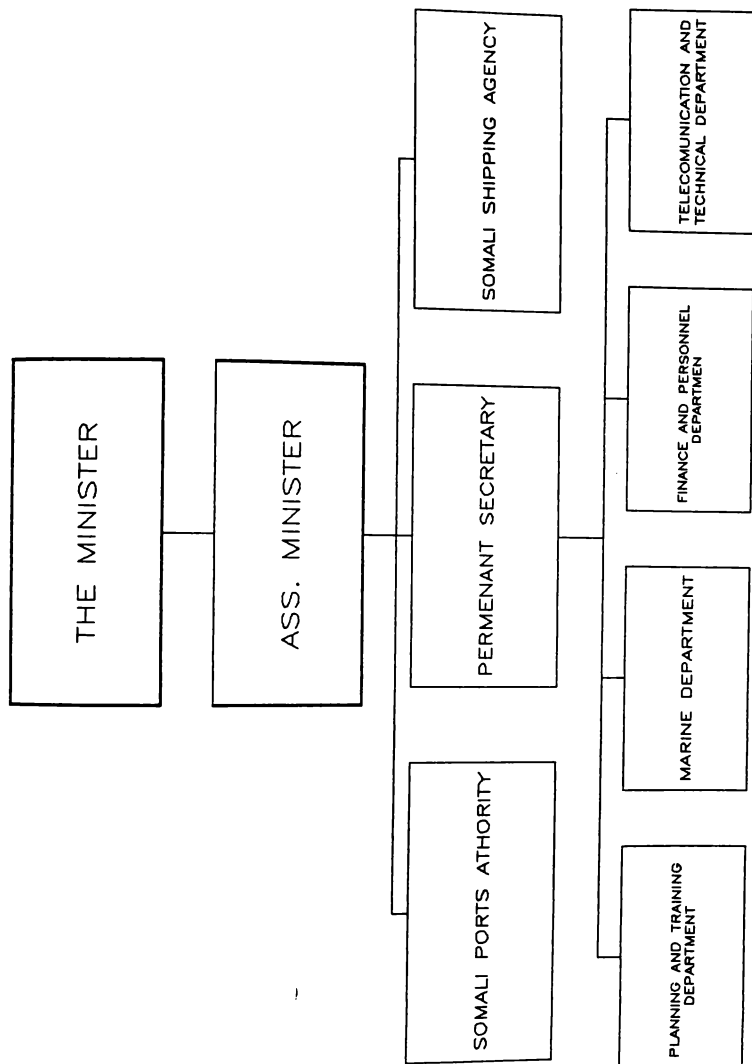 THE MINISTER
ASS. MINISTER
SOMALI PORTS ATHORITY
PERMENANT SECRETARY
SOMALI SHIPPING AGENCY
PLANNING AND TRAINING
DEPARTMENT
MARINE DEPARTMENT
FINANCE AND PERSONNEL
DEPARTMEN
TELECOMUNICATION AND
TECHNICAL DEPARTMENT